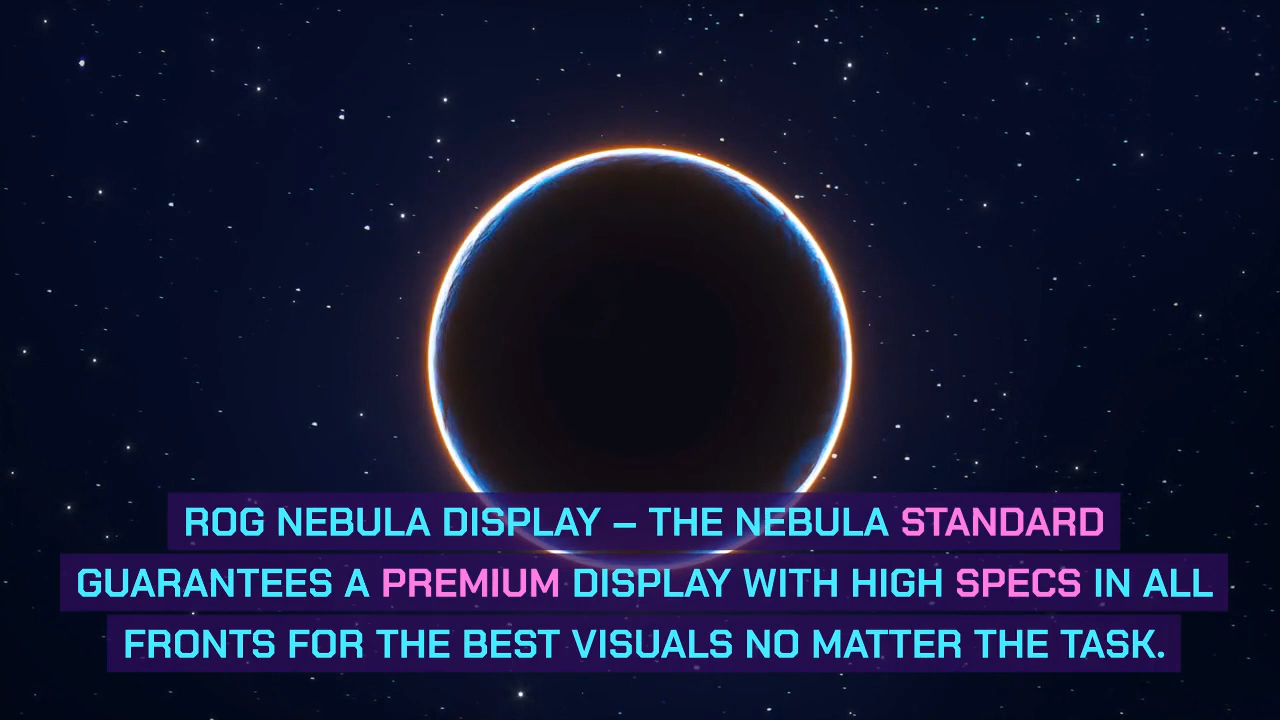 ROG NEBULA DISPLAY – THE NEBULA STANDARD
GUARANTEES A PREMIUM DISPLAY WITH HIGH SPECS IN ALL
FRONTS FOR THE BEST VISUALS NO MATTER THE TASK.